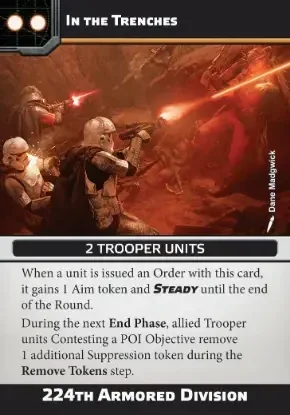 In the Trenches
Dane Madgwick
2 TROOPER UNITS
When a unit is issued an Order with this card,
it gains 1 Aim token and Steady until the end
of the Round.
During the next End Phase, allied Trooper
units Contesting a POI Objective remove
1 additional Suppression token during the
Remove Tokens step.
224th Armored Division